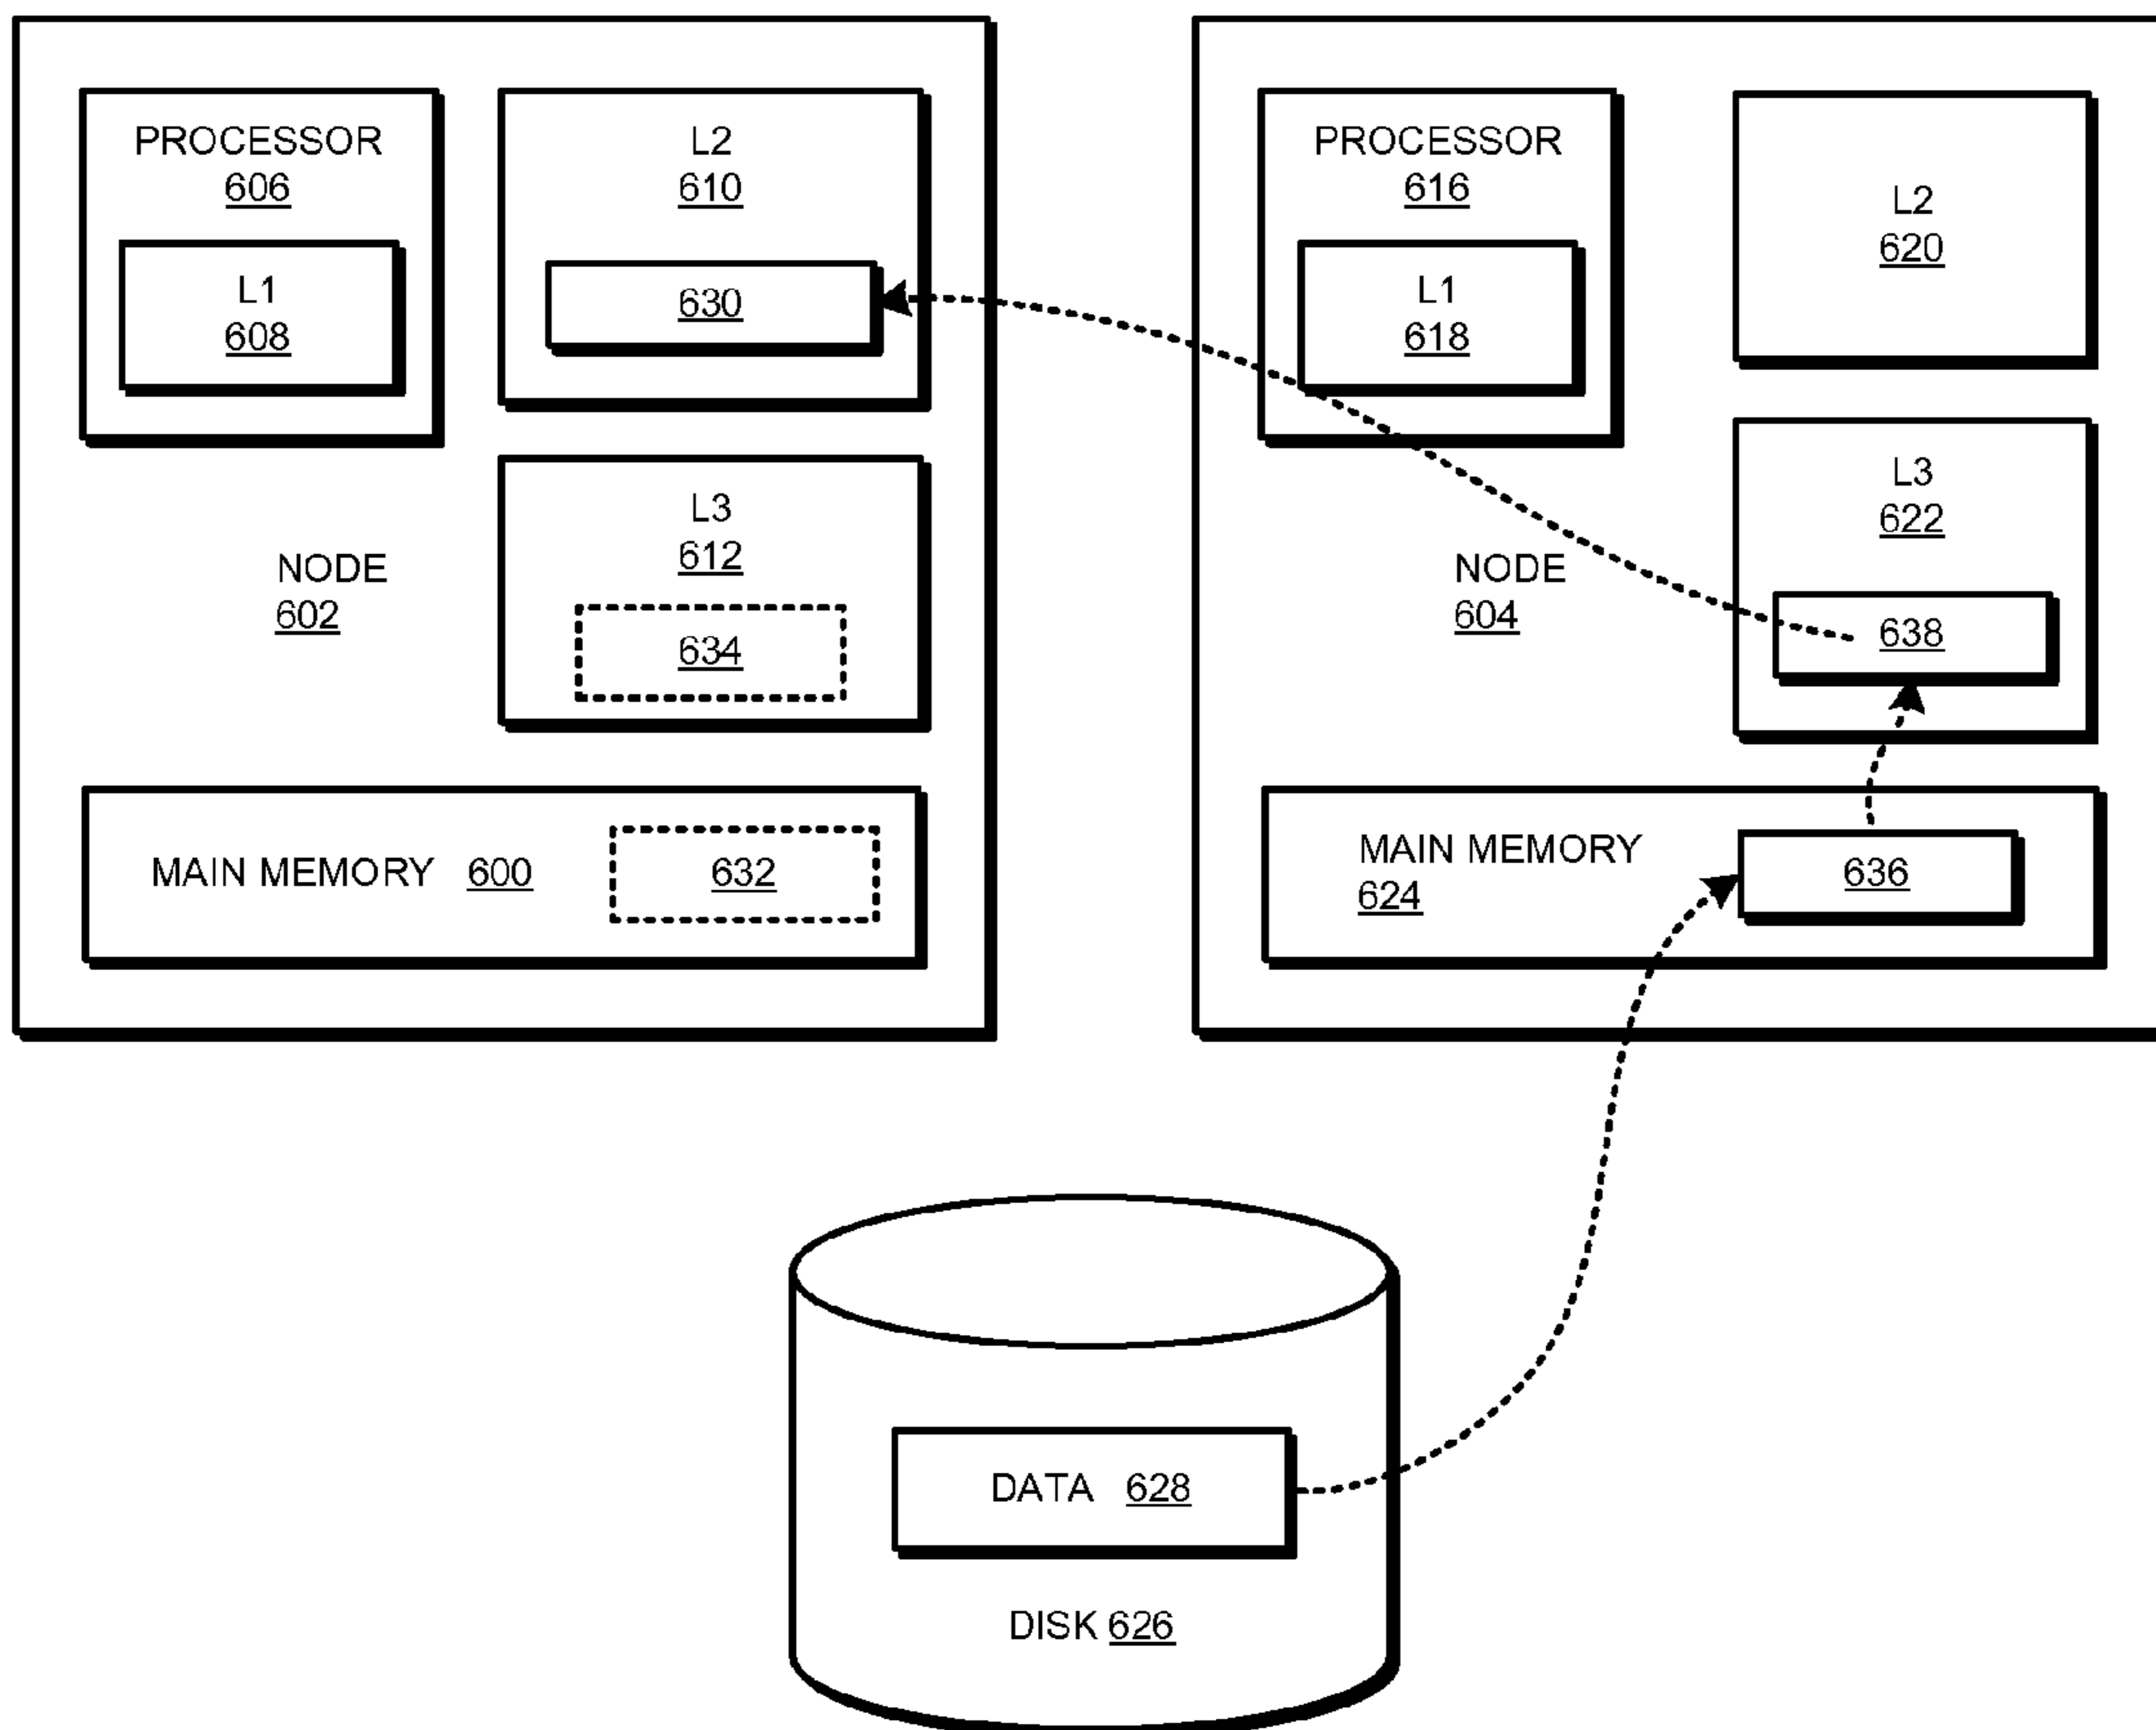 PROCESSOR
606
L1
608
L2
610
630
L3
612
634
NODE
602
MAIN MEMORY 600
632
PROCESSOR
616
L1
618
L2
620
L3
622
638
NODE
604
MAIN MEMORY
624
636
DATA 628
DISK 626